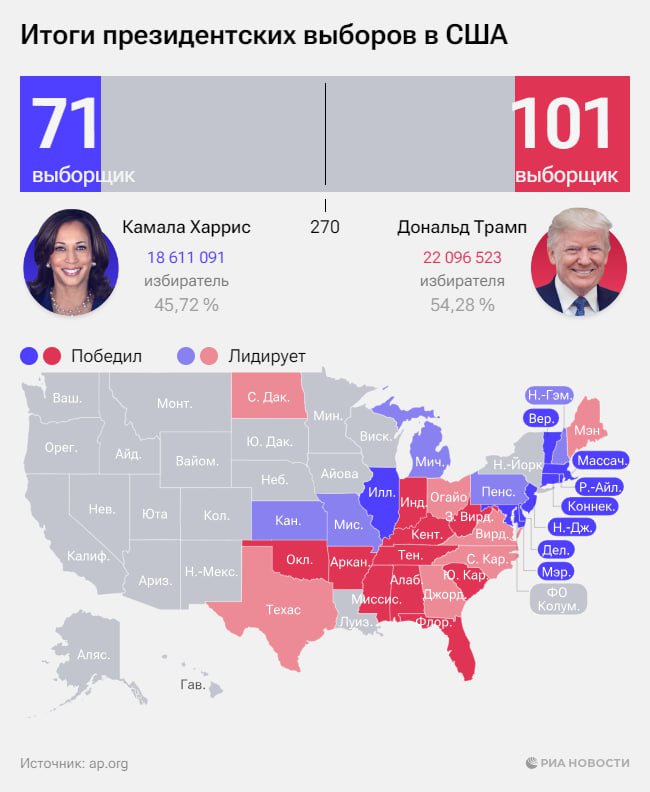 Итоги президентских выборов в США
71
выборщик
101
выборщик
Камала Харрис
270
Дональд Трамп
18 611 091
избиратель
45,72 %
22 096 523
избирателя
54,28 %
Победил
Лидирует
Ваш.
Монт.
С. Дак.
Мин.
Н.-Гэм.
Вер.
Мэн
Орег.
Айд.
Вайом.
Ю. Дак.
Виск.
Мич.
Н.-Йорк
Массач.
Неб.
Айова
Пенс.
Р.-Айл.
Нев.
Юта
Кол.
Кан.
Мис.
Илл.
Инд.
Огайо
З. Вирд.
Вирд.
Коннек.
Н.-Дж.
Калиф.
Ариз.
Н.-Мекс.
Окл.
Аркан.
Кент.
Тен.
С. Кар.
Дел.
Мэр.
Техас
Луиз.
Миссис.
Алаб.
Джорд.
Ю. Кар.
Флор.
ФО
Колум.
Аляс.
Гав.
Источник: ap.org
РИА НОВОСТИ